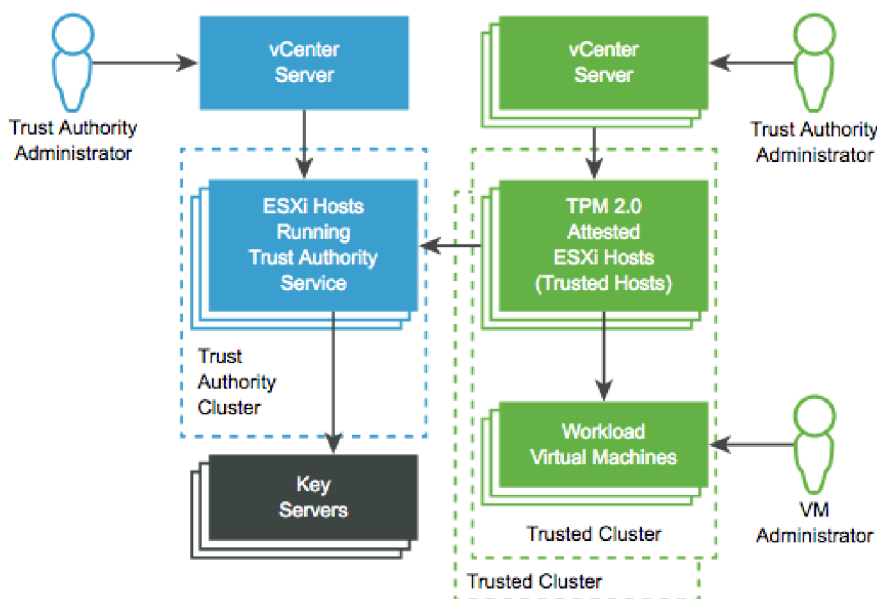 vCenter
Server
vCenter
Server
Trust Authority
Administrator
Trust Authority
Administrator
ESXi Hosts
Running
Trust Authority
Service
TPM 2.0
Attested
ESXi Hosts
(Trusted Hosts)
Trust
Authority
Cluster
Workload
Virtual Machines
Key
Servers
VM
Administrator
Trusted Cluster
Trusted Cluster